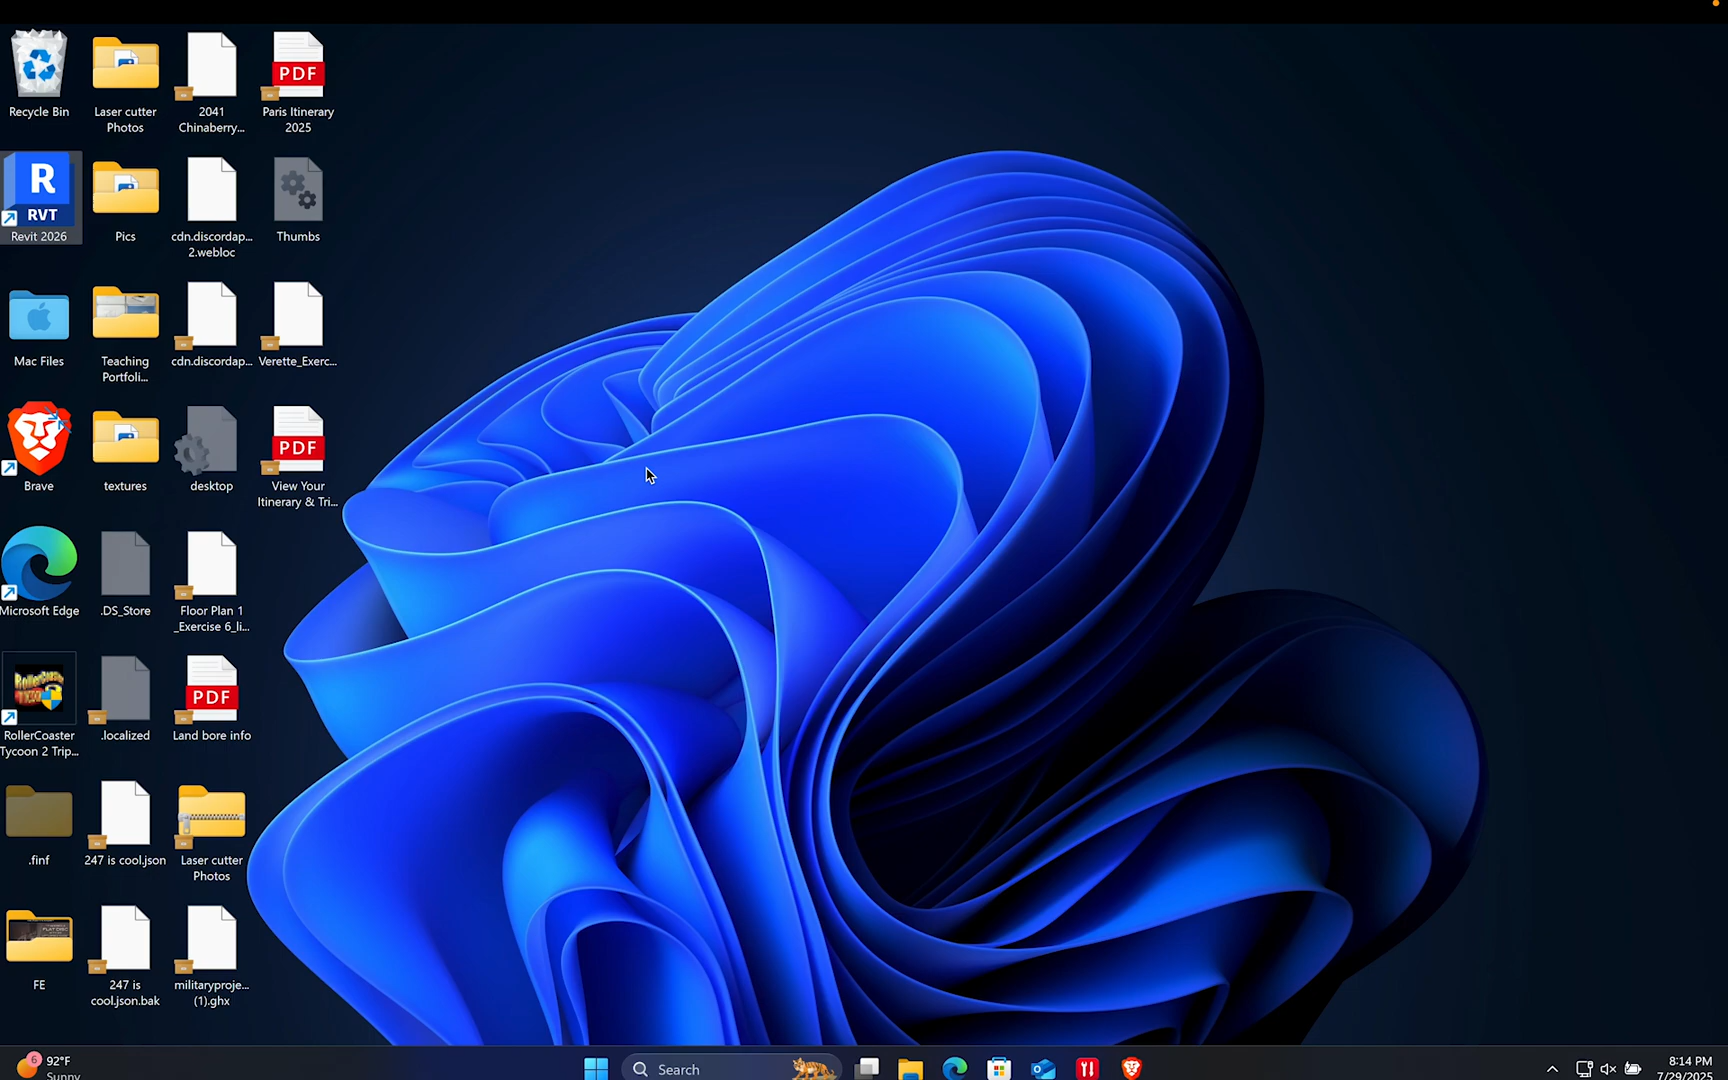 Recycle Bin
Laser cutter
Photos
2041
Chinaberry...
PDF
Paris Itinerary
2025
R
RVT
Revit 2026
Pics
cdn.discordap...
2.webloc
Thumbs
Mac Files
Teaching
Portfoli...
cdn.discordap...
Verette_Exerc...
Brave
textures
desktop
PDF
View Your
Itinerary & Tri...
Microsoft Edge
.DS_Store
Floor Plan 1
_Exercise 6_li...
RollerCoaster
Tycoon 2 Trip...
.localized
PDF
Land bore info
.finf
247 is cool.json
Laser cutter
Photos
FE
247 is
cool.json.bak
militaryproje...
(1).ghx
6
92°F
Sunny
Search
8:14 PM
7/29/2025